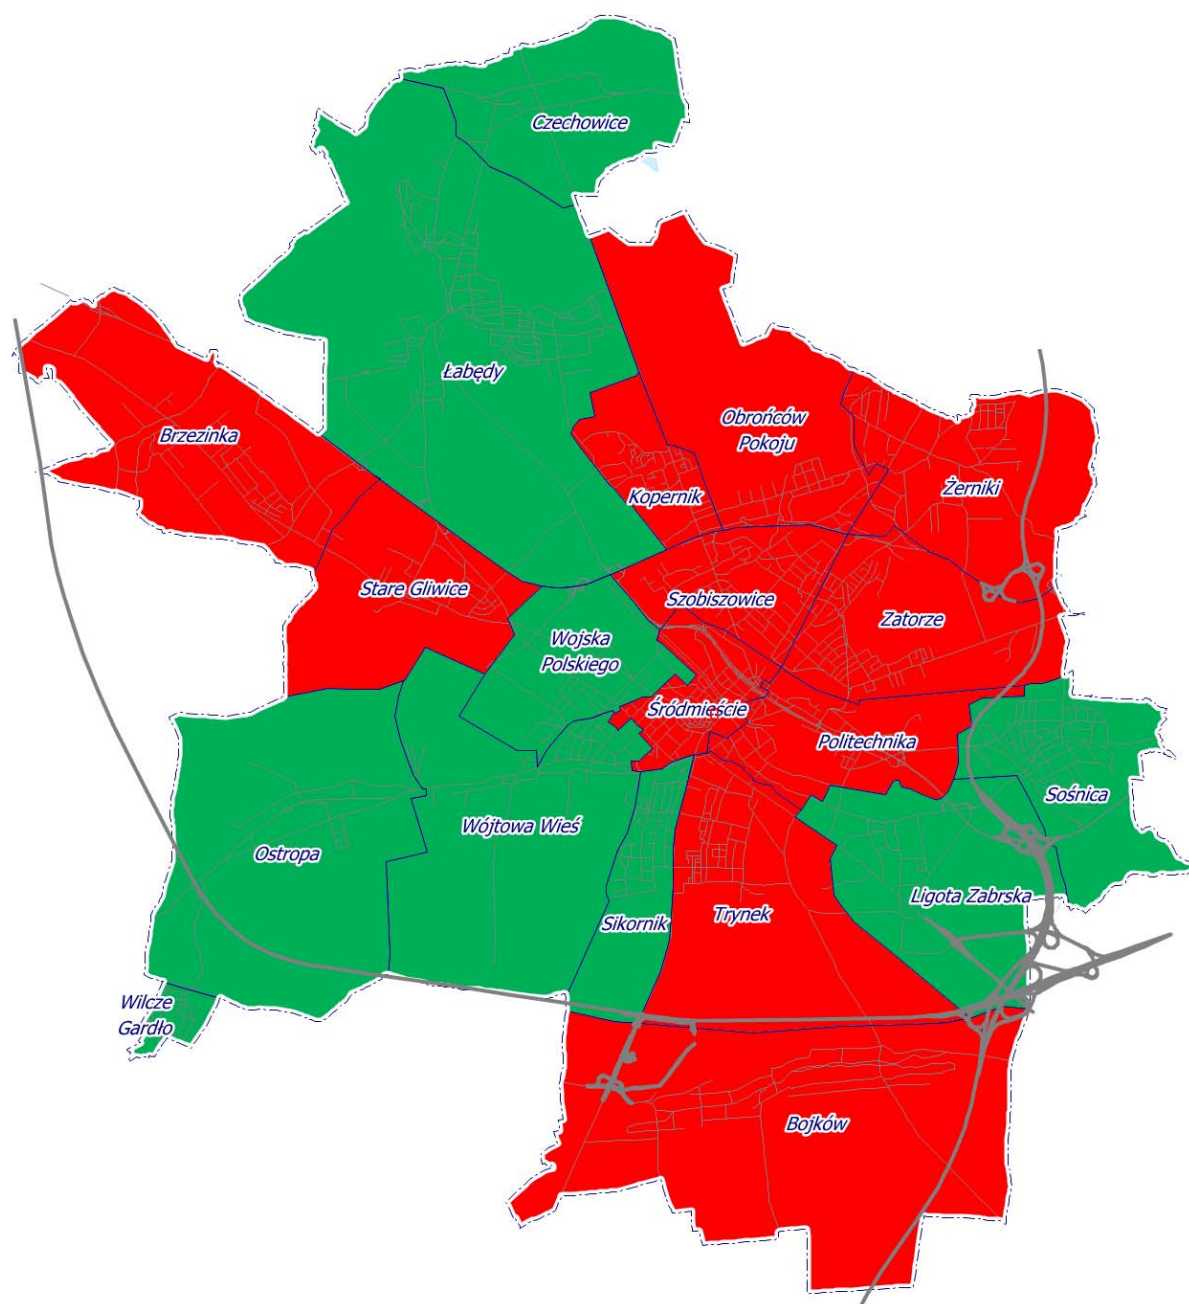 Czechowice
Łabędy
Obrońców
Pokoju
Brzezinka
Żerniki
Kopernik
Stare Gliwice
Szobiszowice
Zatorze
Wojska
Polskiego
Śródmieście
Politechnika
Sośnica
Wójtowa Wieś
Ostropa
Ligota Zabrska
Sikornik
Trynek
Wilcze
Gardło
Bojków